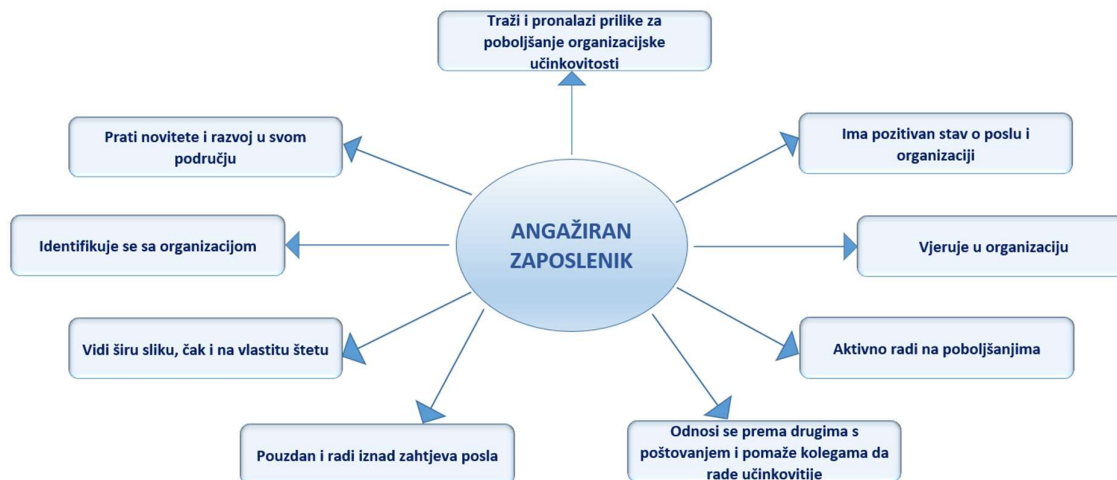 Traži i pronalazi prilike za
poboljšanje organizacijske
učinkovitosti
Prati novitete i razvoj u svom
području
Ima pozitivan stav o poslu i
organizaciji
ANGAŽIRAN
ZAPOSLENIK
Identifikuje se sa organizacijom
Vjeruje u organizaciju
Vidi širu sliku, čak i na vlastitu štetu
Aktivno radi na poboljšanjima
Pouzdan i radi iznad zahtjeva posla
Odnosi se prema drugima s
poštovanjem i pomaže kolegama da
rade učinkovitije